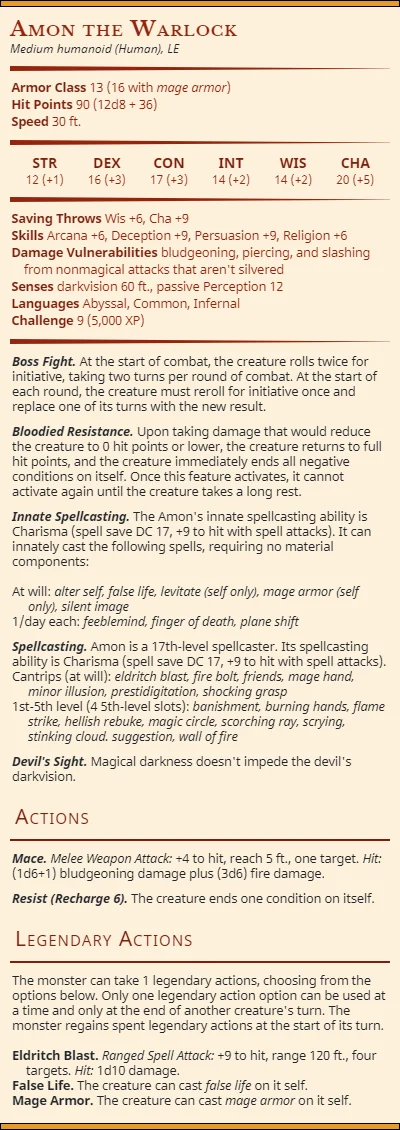 Amon the Warlock
Medium humanoid (Human), LE
Armor Class 13 (16 with mage armor)
Hit Points 90 (12d8 + 36)
Speed 30 ft.
STR DEX CON INT WIS CHA
12 (+1) 16 (+3) 17 (+3) 14 (+2) 14 (+2) 20 (+5)
Saving Throws Wis +6, Cha +9
Skills Arcana +6, Deception +9, Persuasion +9, Religion +6
Damage Vulnerabilities bludgeoning, piercing, and slashing
from nonmagical attacks that aren't silvered
Senses darkvision 60 ft., passive Perception 12
Languages Abyssal, Common, Infernal
Challenge 9 (5,000 XP)
Boss Fight. At the start of combat, the creature rolls twice for
initiative, taking two turns per round of combat. At the start of
each round, the creature must reroll for initiative once and
replace one of its turns with the new result.
Bloodied Resistance. Upon taking damage that would reduce
the creature to 0 hit points or lower, the creature returns to full
hit points, and the creature immediately ends all negative
conditions on itself. Once this feature activates, it cannot
activate again until the creature takes a long rest.
Innate Spellcasting. The Amon's innate spellcasting ability is
Charisma (spell save DC 17, +9 to hit with spell attacks). It can
innately cast the following spells, requiring no material
components:
At will: alter self, false life, levitate (self only), mage armor (self
only), silent image
1/day each: feeblemind, finger of death, plane shift
Spellcasting. Amon is a 17th-level spellcaster. Its spellcasting
ability is Charisma (spell save DC 17, +9 to hit with spell attacks).
Cantrips (at will): eldritch blast, fire bolt, friends, mage hand,
minor illusion, prestidigitation, shocking grasp
1st-5th level (4 5th-level slots): banishment, burning hands, flame
strike, hellish rebuke, magic circle, scorching ray, scrying,
stinking cloud. suggestion, wall of fire
Devil's Sight. Magical darkness doesn't impede the devil's
darkvision.
Actions
Mace. Melee Weapon Attack: +4 to hit, reach 5 ft., one target. Hit:
(1d6+1) bludgeoning damage plus (3d6) fire damage.
Resist (Recharge 6). The creature ends one condition on itself.
Legendary Actions
The monster can take 1 legendary actions, choosing from the
options below. Only one legendary action option can be used at
a time and only at the end of another creature's turn. The
monster regains spent legendary actions at the start of its turn.
Eldritch Blast. Ranged Spell Attack: +9 to hit, range 120 ft., four
targets. Hit: 1d10 damage.
False Life. The creature can cast false life on it self.
Mage Armor. The creature can cast mage armor on it self.